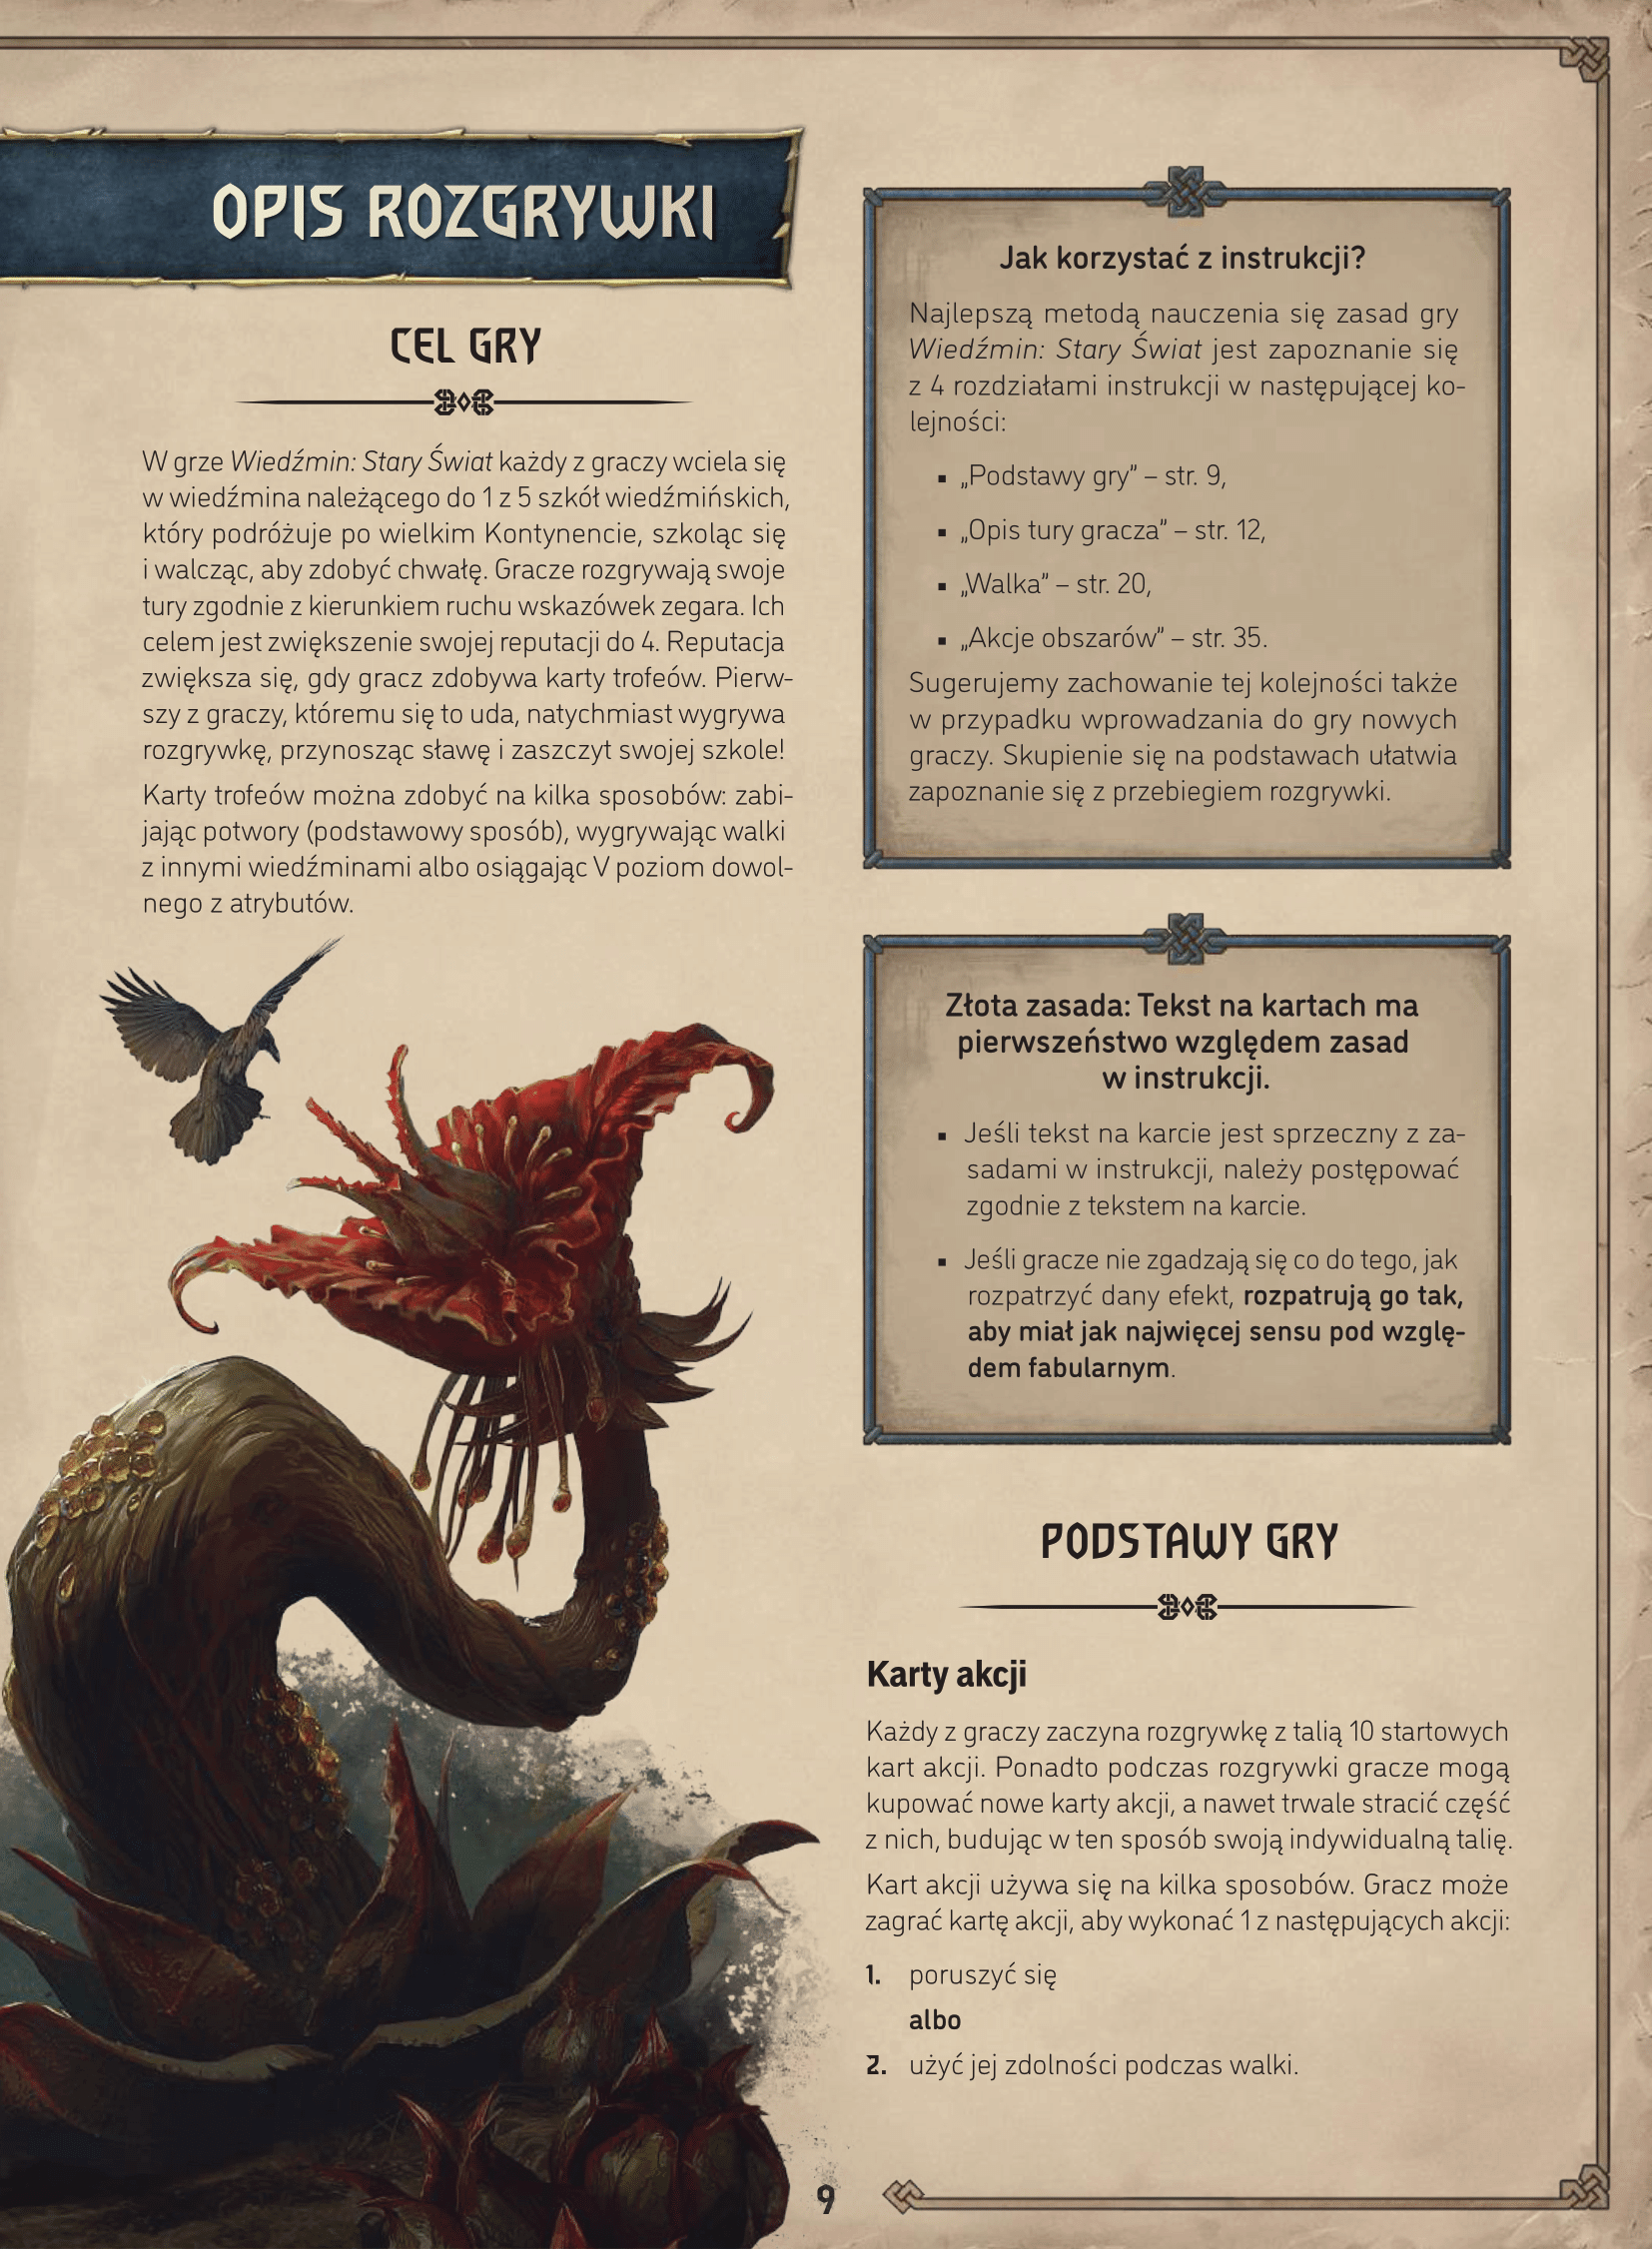 OPIS ROZGRYWKI
CEL GRY
W grze Wiedźmin: Stary Świat każdy z graczy wciela się
w wiedźmina należącego do 1 z 5 szkół wiedźmińskich,
który podróżuje po wielkim Kontynencie, szkoląc się
i walcząc, aby zdobyć chwałę. Gracze rozgrywają swoje
tury zgodnie z kierunkiem ruchu wskazówek zegara. Ich
celem jest zwiększenie swojej reputacji do 4. Reputacja
zwiększa się, gdy gracz zdobywa karty trofeów. Pierw-
szy z graczy, któremu się to uda, natychmiast wygrywa
rozgrywkę, przynosząc sławę i zaszczyt swojej szkole!
Karty trofeów można zdobyć na kilka sposobów: zabi-
jając potwory (podstawowy sposób), wygrywając walki
z innymi wiedźminami albo osiągając V poziom dowol-
nego z atrybutów.
Jak korzystać z instrukcji?
Najlepszą metodą nauczenia się zasad gry
Wiedźmin: Stary Świat jest zapoznanie się
z 4 rozdziałami instrukcji w następującej ko-
lejności:
▪ „Podstawy gry” – str. 9,
▪ „Opis tury gracza” – str. 12,
▪ „Walka” – str. 20,
▪ „Akcje obszarów” – str. 35.
Sugerujemy zachowanie tej kolejności także
w przypadku wprowadzania do gry nowych
graczy. Skupienie się na podstawach ułatwia
zapoznanie się z przebiegiem rozgrywki.
Złota zasada: Tekst na kartach ma
pierwszeństwo względem zasad
w instrukcji.
▪ Jeśli tekst na karcie jest sprzeczny z za-
sadami w instrukcji, należy postępować
zgodnie z tekstem na karcie.
▪ Jeśli gracze nie zgadzają się co do tego, jak
rozpatrzyć dany efekt, rozpatrują go tak,
aby miał jak najwięcej sensu pod wzglę-
dem fabularnym.
PODSTAWY GRY
Karty akcji
Każdy z graczy zaczyna rozgrywkę z talią 10 startowych
kart akcji. Ponadto podczas rozgrywki gracze mogą
kupować nowe karty akcji, a nawet trwale stracić część
z nich, budując w ten sposób swoją indywidualną talię.
Kart akcji używa się na kilka sposobów. Gracz może
zagrać kartę akcji, aby wykonać 1 z następujących akcji:
1. poruszyć się
albo
2. użyć jej zdolności podczas walki.
9